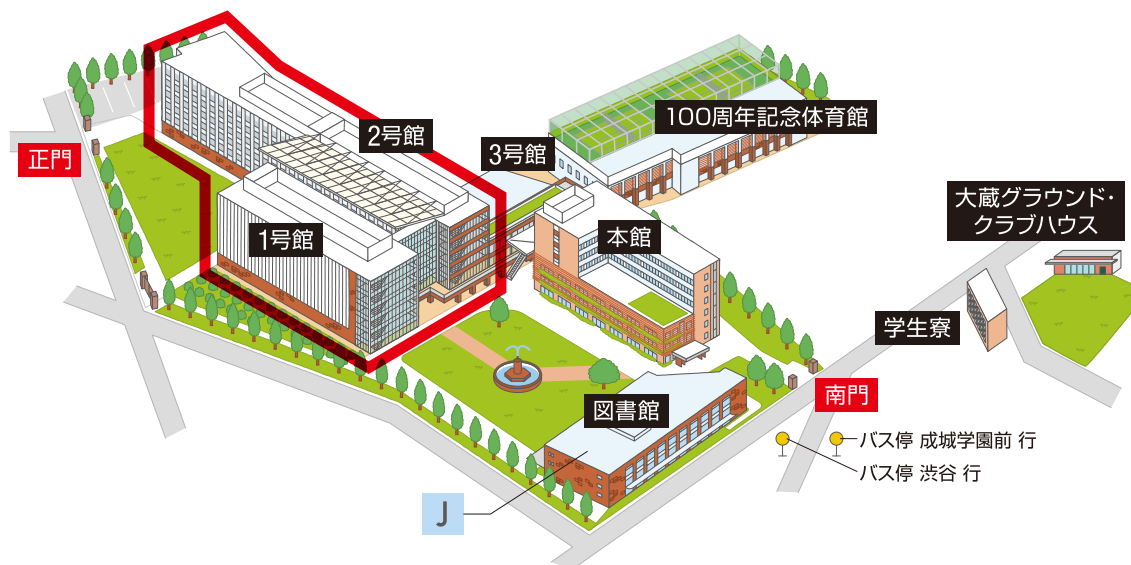 100周年記念体育館
2号館
3号館
正門
大蔵グラウンド・
クラブハウス
1号館
本館
学生寮
南門
図書館
バス停 成城学園前 行
バス停 渋谷 行
J